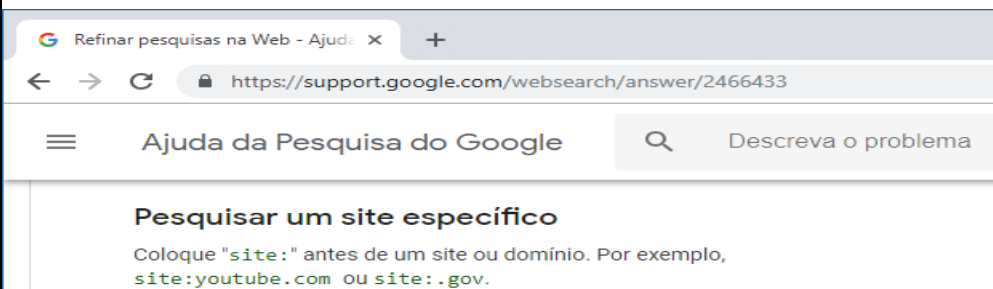 Refinar pesquisas na Web - Ajuda
https://support.google.com/websearch/answer/2466433
Ajuda da Pesquisa do Google
Descreva o problema
Pesquisar um site específico
Coloque "site:" antes de um site ou domínio. Por exemplo,
site:youtube.com ou site:.gov.